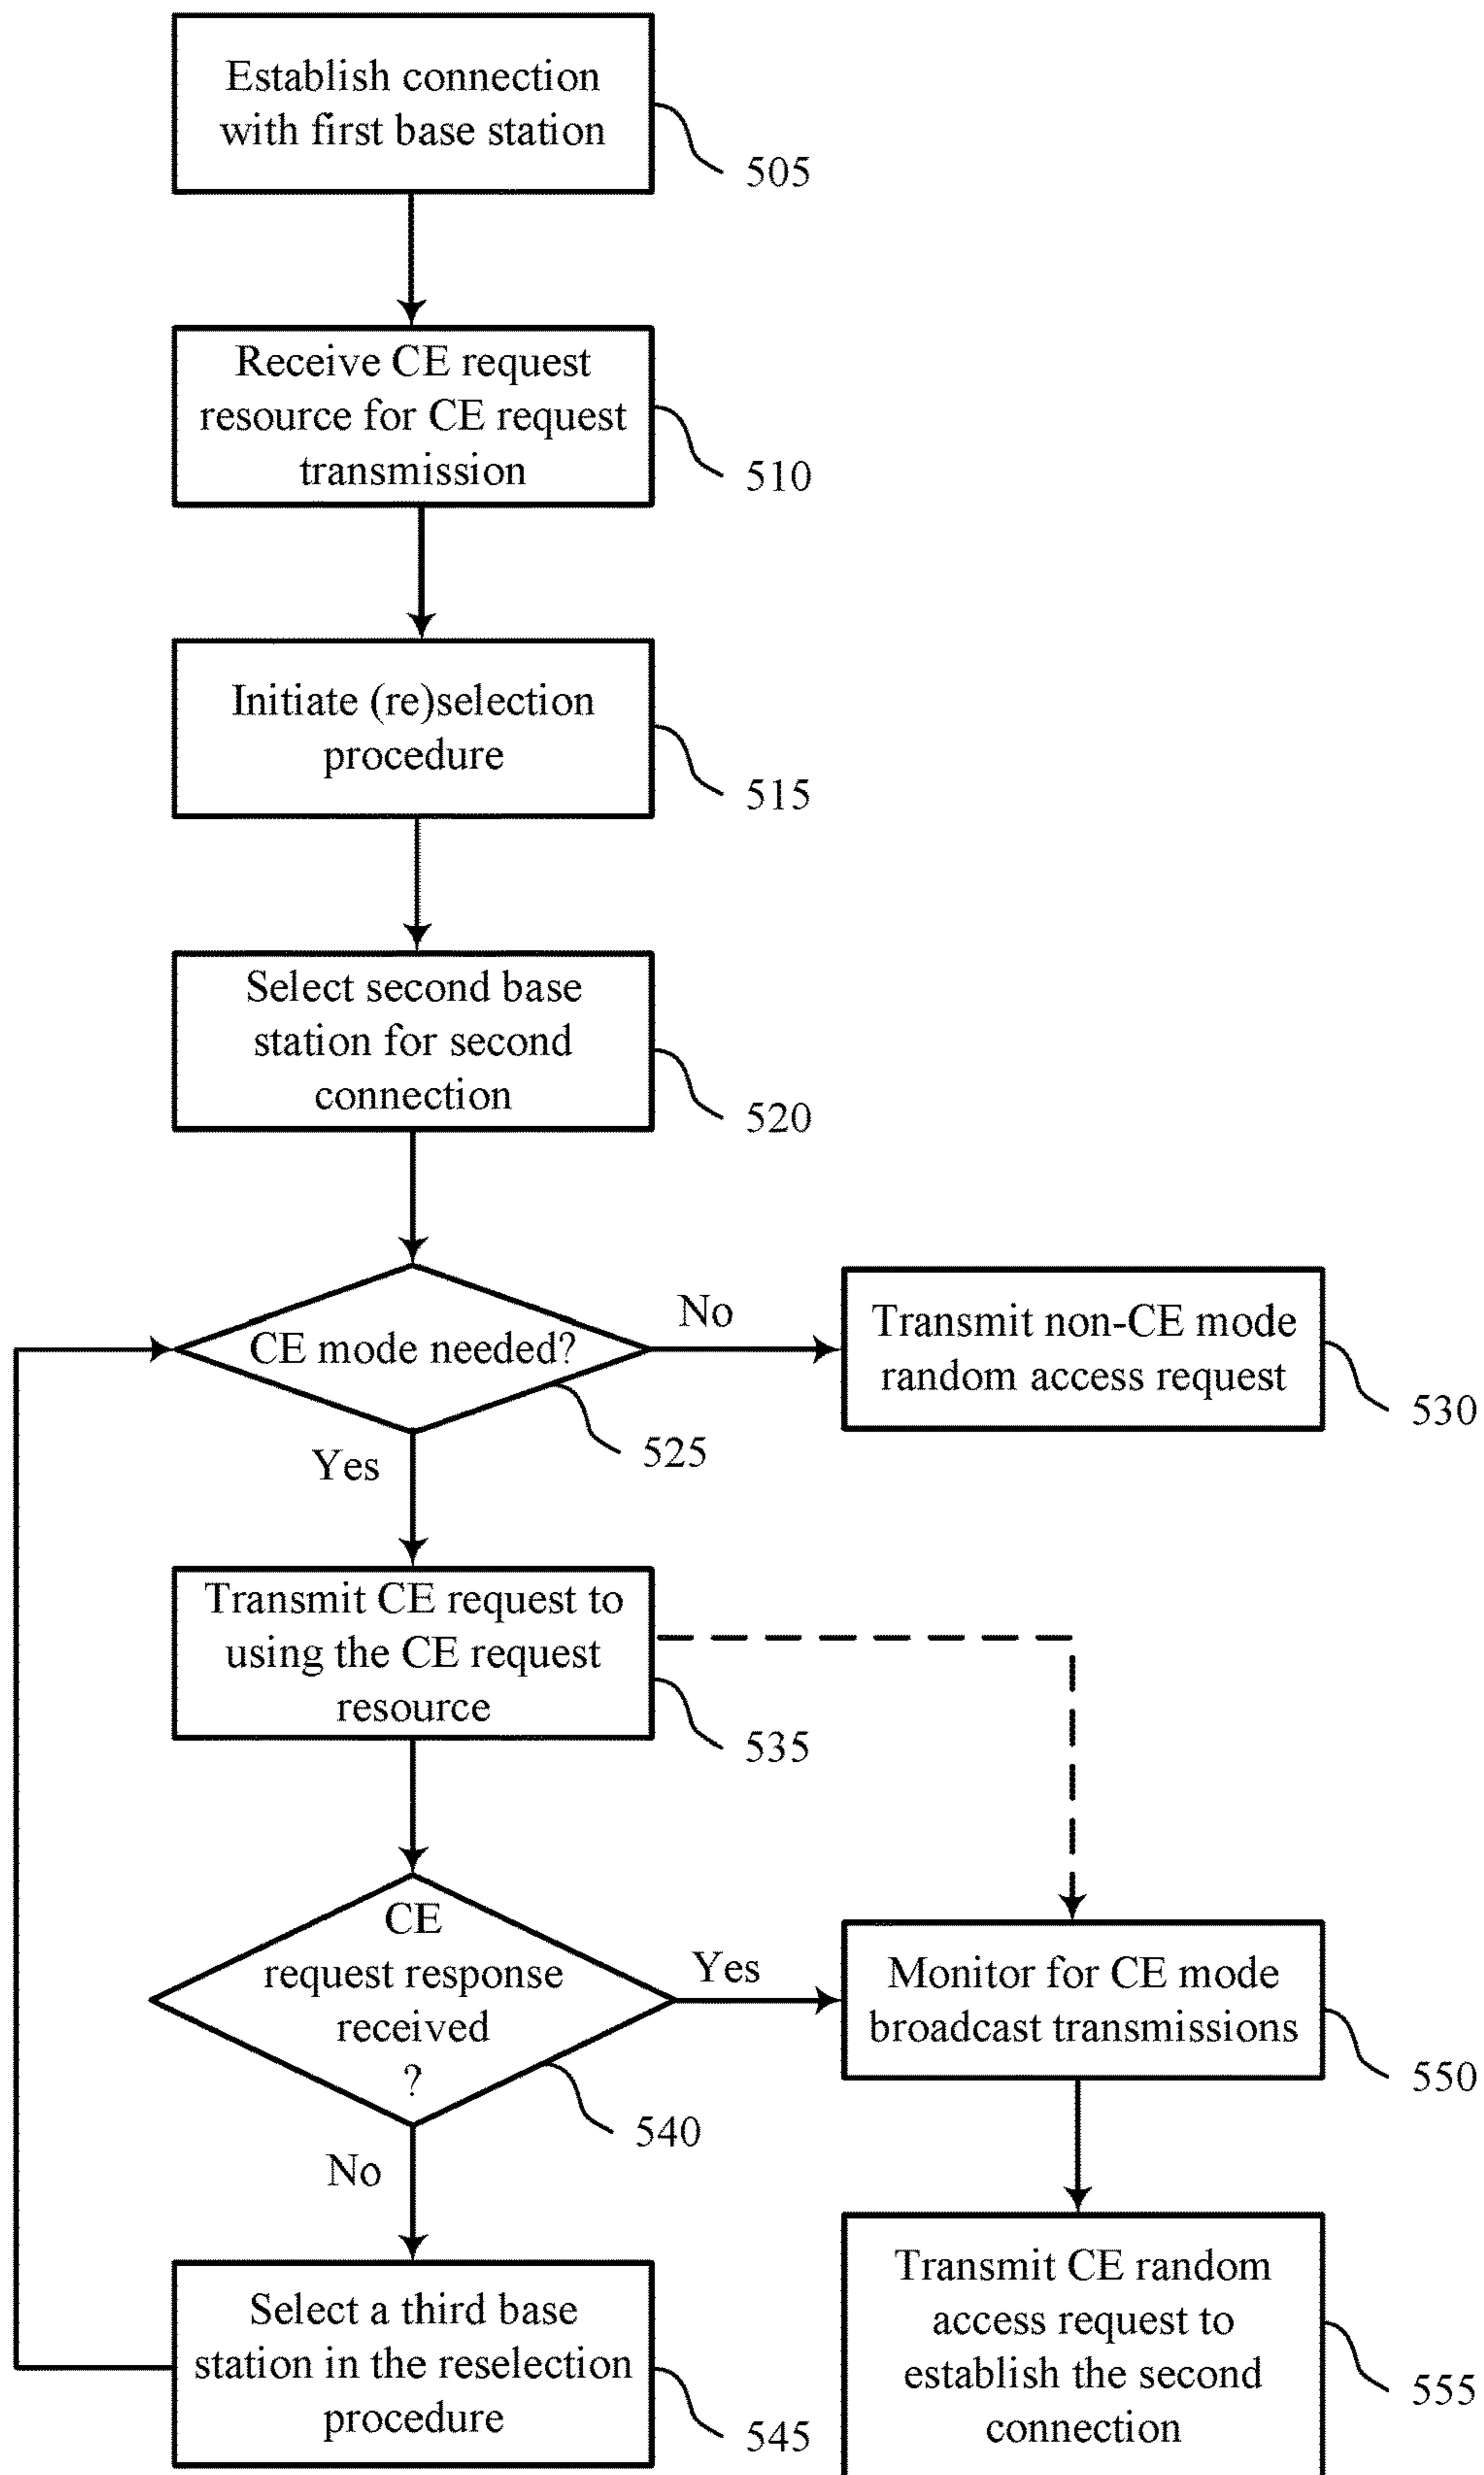 Establish connection
with first base station
505
Receive CE request
resource for CE request
transmission
510
Initiate (re)selection
procedure
515
Select second base
station for second
connection
520
CE mode needed?
525
No
Transmit non-CE mode
random access request
530
Yes
Transmit CE request to
using the CE request
resource
535
CE
request response
received
?
540
Yes
Monitor for CE mode
broadcast transmissions
550
No
Select a third base
station in the reselection
procedure
545
Transmit CE random
access request to
establish the second
connection
555